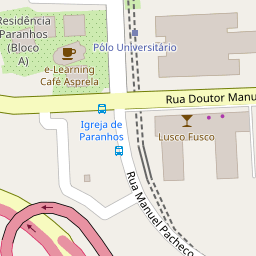 Residência
Paranhos
(Bloco
A)
Pólo Universitário
e-Learning
Café Asprela
Rua Doutor Manu
Igreja de
Paranhos
Lusco Fusco
Rua Manuel Pacheco